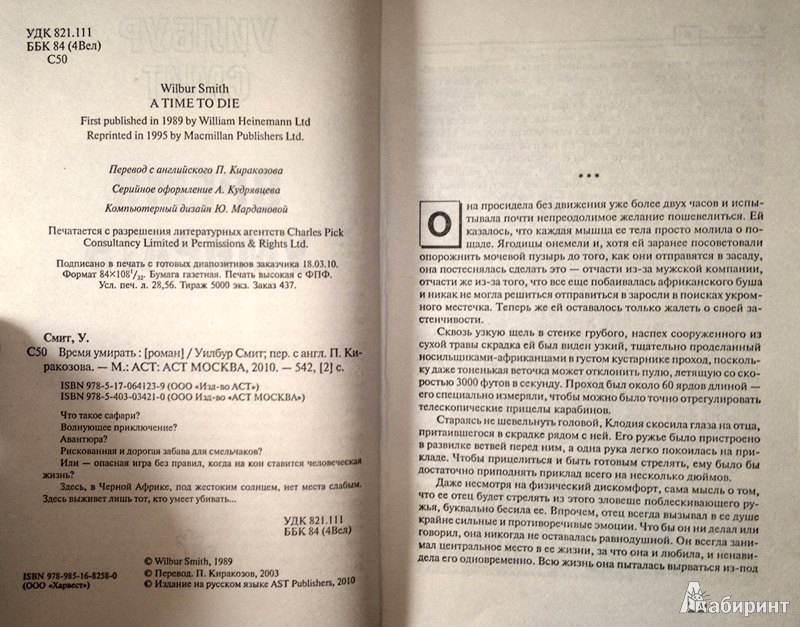 УДК 821.111
ББК 84 (4Вел)
С50
Wilbur Smith
A TIME TO DIE
First published in 1989 by William Heinemann Ltd
Reprinted in 1995 by Macmillan Publishers Ltd.
Перевод с английского П. Киракозова
Серийное оформление А. Кудрявцева
Компьютерный дизайн Ю. Мардановой
Печатается с разрешения литературных агентств Charles Pick
Consultancy Limited и Permissions & Rights Ltd.
Подписано в печать с готовых диапозитивов заказчика 18.03.10.
Формат 84×108 1/32. Бумага газетная. Печать высокая с ФПФ.
Усл. печ. л. 28,56. Тираж 5000 экз. Заказ 437.
Смит, У.
С50 Время умирать : [роман] / Уилбур Смит; пер. с англ. П. Ки-
ракозова. — М.: АСТ: АСТ МОСКВА, 2010. — 542, [2] с.
ISBN 978-5-17-064123-9 (ООО «Изд-во АСТ»)
ISBN 978-5-403-03421-0 (ООО Изд-во «АСТ МОСКВА»)
Что такое сафари?
Волнующее приключение?
Авантюра?
Рискованная и дорогая забава для смельчаков?
Или — опасная игра без правил, когда на кон ставится человеческая
жизнь?
Здесь, в Черной Африке, под жестоким солнцем, нет места слабым.
Здесь выживет лишь тот, кто умеет убивать...
УДК 821.111
ББК 84 (4Вел)
© Wilbur Smith, 1989
ISBN 978-985-16-8258-0 © Перевод. П. Киракозов, 2003
(ООО «Харвест») © Издание на русском языке AST Publishers, 2010
* * *
Она просидела без движения уже более двух часов и испы-
тывала почти непреодолимое желание пошевелиться. Ей
казалось, что каждая мышца ее тела просто молила о по-
щаде. Ягодицы онемели и, хотя ей заранее посоветовали
опорожнить мочевой пузырь до того, как они отправятся в засаду,
она постеснялась сделать это — отчасти из-за мужской компании,
отчасти же из-за того, что все еще побаивалась африканского буша
и никак не могла решиться отправиться в заросли в поисках укром-
ного местечка. Теперь же ей оставалось только жалеть о своей за-
стенчивости.
Сквозь узкую щель в стенке грубого, наспех сооруженного из
сухой травы скрадка ей был виден узкий, тщательно проделанный
носильщиками-африканцами в густом кустарнике проход, посколь-
ку даже тоненькая веточка может отклонить пулю, летящую со ско-
ростью 3000 футов в секунду. Проход был около 60 ярдов длиной —
его специально измеряли, чтобы можно было точно отрегулировать
телескопические прицелы карабинов.
Стараясь не шевельнуть головой, Клодия скосила глаза на отца,
притаившегося в скрадке рядом с ней. Его ружье было пристроено
в развилке ветвей перед ним, а одна рука легко покоилась на при-
кладе. Чтобы прицелиться и быть готовым стрелять, ему было бы
достаточно приподнять приклад всего на несколько дюймов.
Даже несмотря на физический дискомфорт, сама мысль о том,
что ее отец будет стрелять из этого зловеще поблескивающего ру-
жья, буквально бесила ее. Впрочем, отец всегда вызывал в ее душе
крайне сильные и противоречивые эмоции. Что бы он ни делал или
говорил, она никогда не оставалась равнодушной. Он всегда зани-
мал центральное место в ее жизни, за что она и любила, и ненави-
дела его одновременно. Всю жизнь она пыталась вырваться из-под
Лабиринт